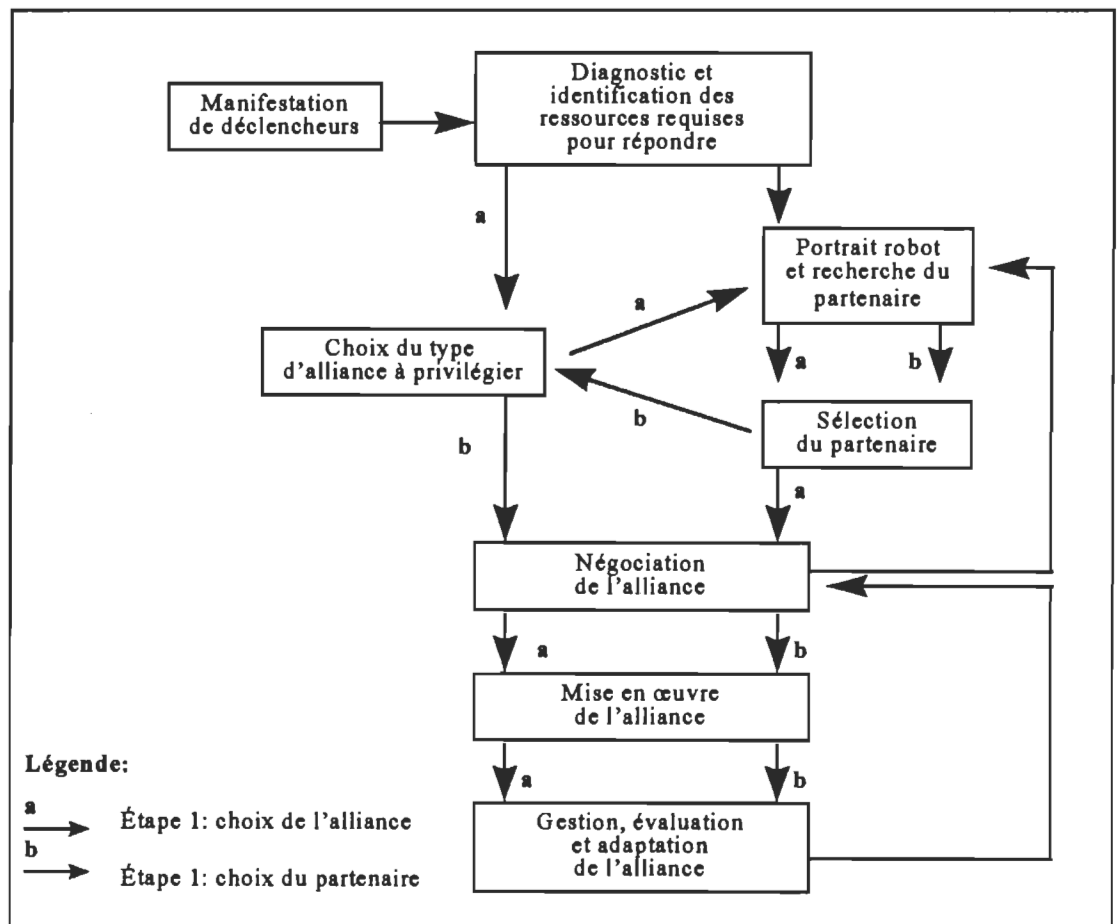 Manifestation
de déclencheurs
Diagnostic et
identification des
ressources requises
pour répondre
a
Portrait robot
et recherche du
partenaire
a
Choix du type
d'alliance à privilégier
a
b
b
Sélection
du partenaire
b
a
Négociation
de l'alliance
a
b
Mise en œuvre
de l'alliance
a
b
Gestion, évaluation
et adaptation
de l'alliance
Légende:
a
Étape 1: choix de l'alliance
b
Étape 1: choix du partenaire